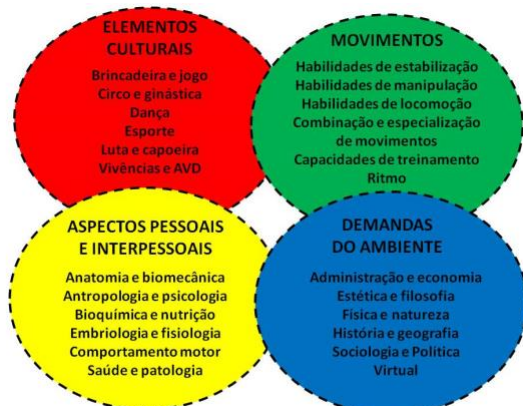 ELEMENTOS
CULTURAIS
Brincadeira e jogo
Circo e ginástica
Dança
Esporte
Luta e capoeira
Vivências e AVD
MOVIMENTOS
Habilidades de estabilização
Habilidades de manipulação
Habilidades de locomoção
Combinação e especialização
de movimentos
Capacidades de treinamento
Ritmo
ASPECTOS PESSOAIS
E INTERPESSOAIS
Anatomia e biomecânica
Antropologia e psicologia
Bioquímica e nutrição
Embriologia e fisiologia
Comportamento motor
Saúde e patologia
DEMANDAS
DO AMBIENTE
Administração e economia
Estética e filosofia
Física e natureza
História e geografia
Sociologia e Política
Virtual